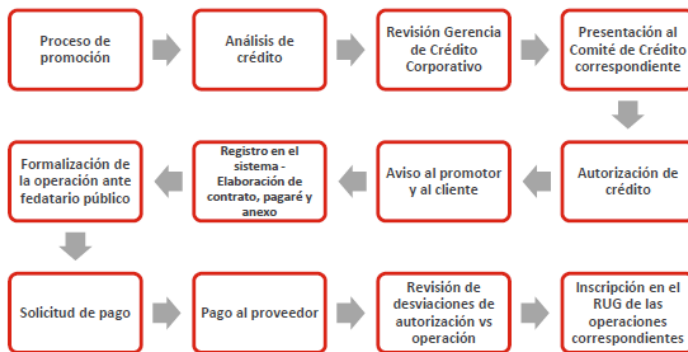 Proceso de
promoción
Análisis de
crédito
Revisión Gerencia
de Crédito
Corporativo
Presentación al
Comité de Crédito
correspondiente
Autorización de
crédito
Aviso al promotor
y al cliente
Registro en el
sistema -
Elaboración de
contrato, pagaré y
anexo
Formalización de
la operación ante
fedatario público
Solicitud de pago
Pago al proveedor
Revisión de
desviaciones de
autorización vs
operación
Inscripción en el
RUG de las
operaciones
correspondientes